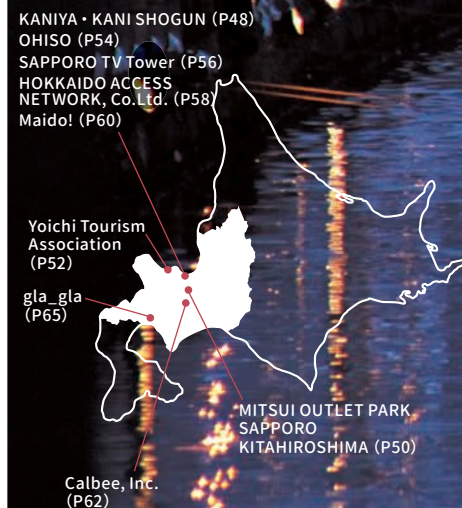 KANIYA・KANI SHOGUN (P48)
OHISO (P54)
SAPPORO TV Tower (P56)
HOKKAIDO ACCESS
NETWORK, Co.Ltd. (P58)
Maido! (P60)
Yoichi Tourism
Association
(P52)
gla_gla
(P65)
MITSUI OUTLET PARK
SAPPORO
KITAHIROSHIMA (P50)
Calbee, Inc.
(P62)